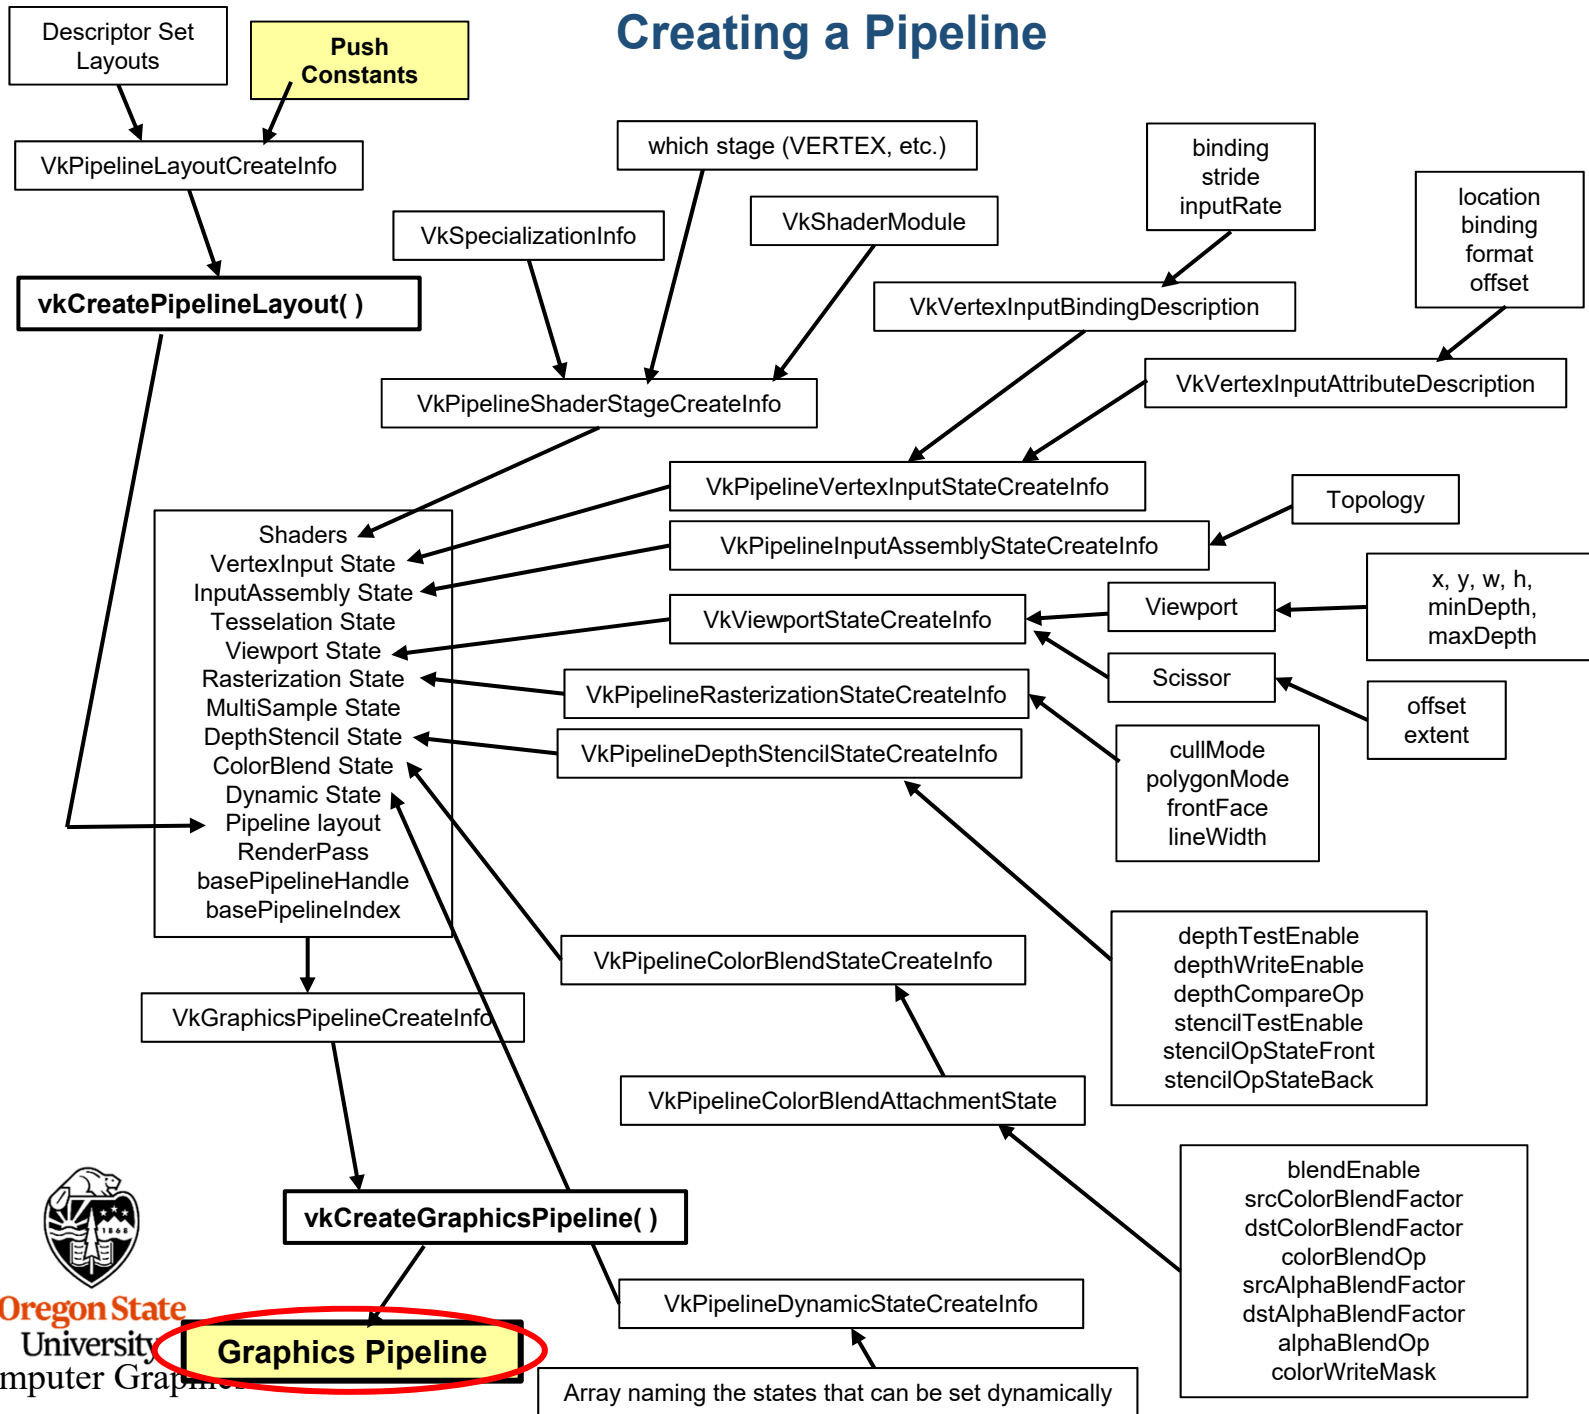 Creating a Pipeline
Descriptor Set
Layouts
Push
Constants
VkPipelineLayoutCreateInfo
which stage (VERTEX, etc.)
binding
stride
inputRate
location
binding
format
offset
VkSpecializationInfo
VkShaderModule
vkCreatePipelineLayout( )
VkVertexInputBindingDescription
VkVertexInputAttributeDescription
VkPipelineShaderStageCreateInfo
VkPipelineVertexInputStateCreateInfo
Topology
VkPipelineInputAssemblyStateCreateInfo
Shaders
VertexInput State
InputAssembly State
Tesselation State
Viewport State
Rasterization State
MultiSample State
DepthStencil State
ColorBlend State
Dynamic State
Pipeline layout
RenderPass
basePipelineHandle
basePipelineIndex
VkViewportStateCreateInfo
Viewport
x, y, w, h,
minDepth,
maxDepth
Scissor
offset
extent
VkPipelineRasterizationStateCreateInfo
cullMode
polygonMode
frontFace
lineWidth
VkPipelineDepthStencilStateCreateInfo
depthTestEnable
depthWriteEnable
depthCompareOp
stencilTestEnable
stencilOpStateFront
stencilOpStateBack
VkPipelineColorBlendStateCreateInfo
VkGraphicsPipelineCreateInfo
VkPipelineColorBlendAttachmentState
blendEnable
srcColorBlendFactor
dstColorBlendFactor
colorBlendOp
srcAlphaBlendFactor
dstAlphaBlendFactor
alphaBlendOp
colorWriteMask
vkCreateGraphicsPipeline( )
VkPipelineDynamicStateCreateInfo
Array naming the states that can be set dynamically
Graphics Pipeline
1868
Oregon State
University
mputer Graphics